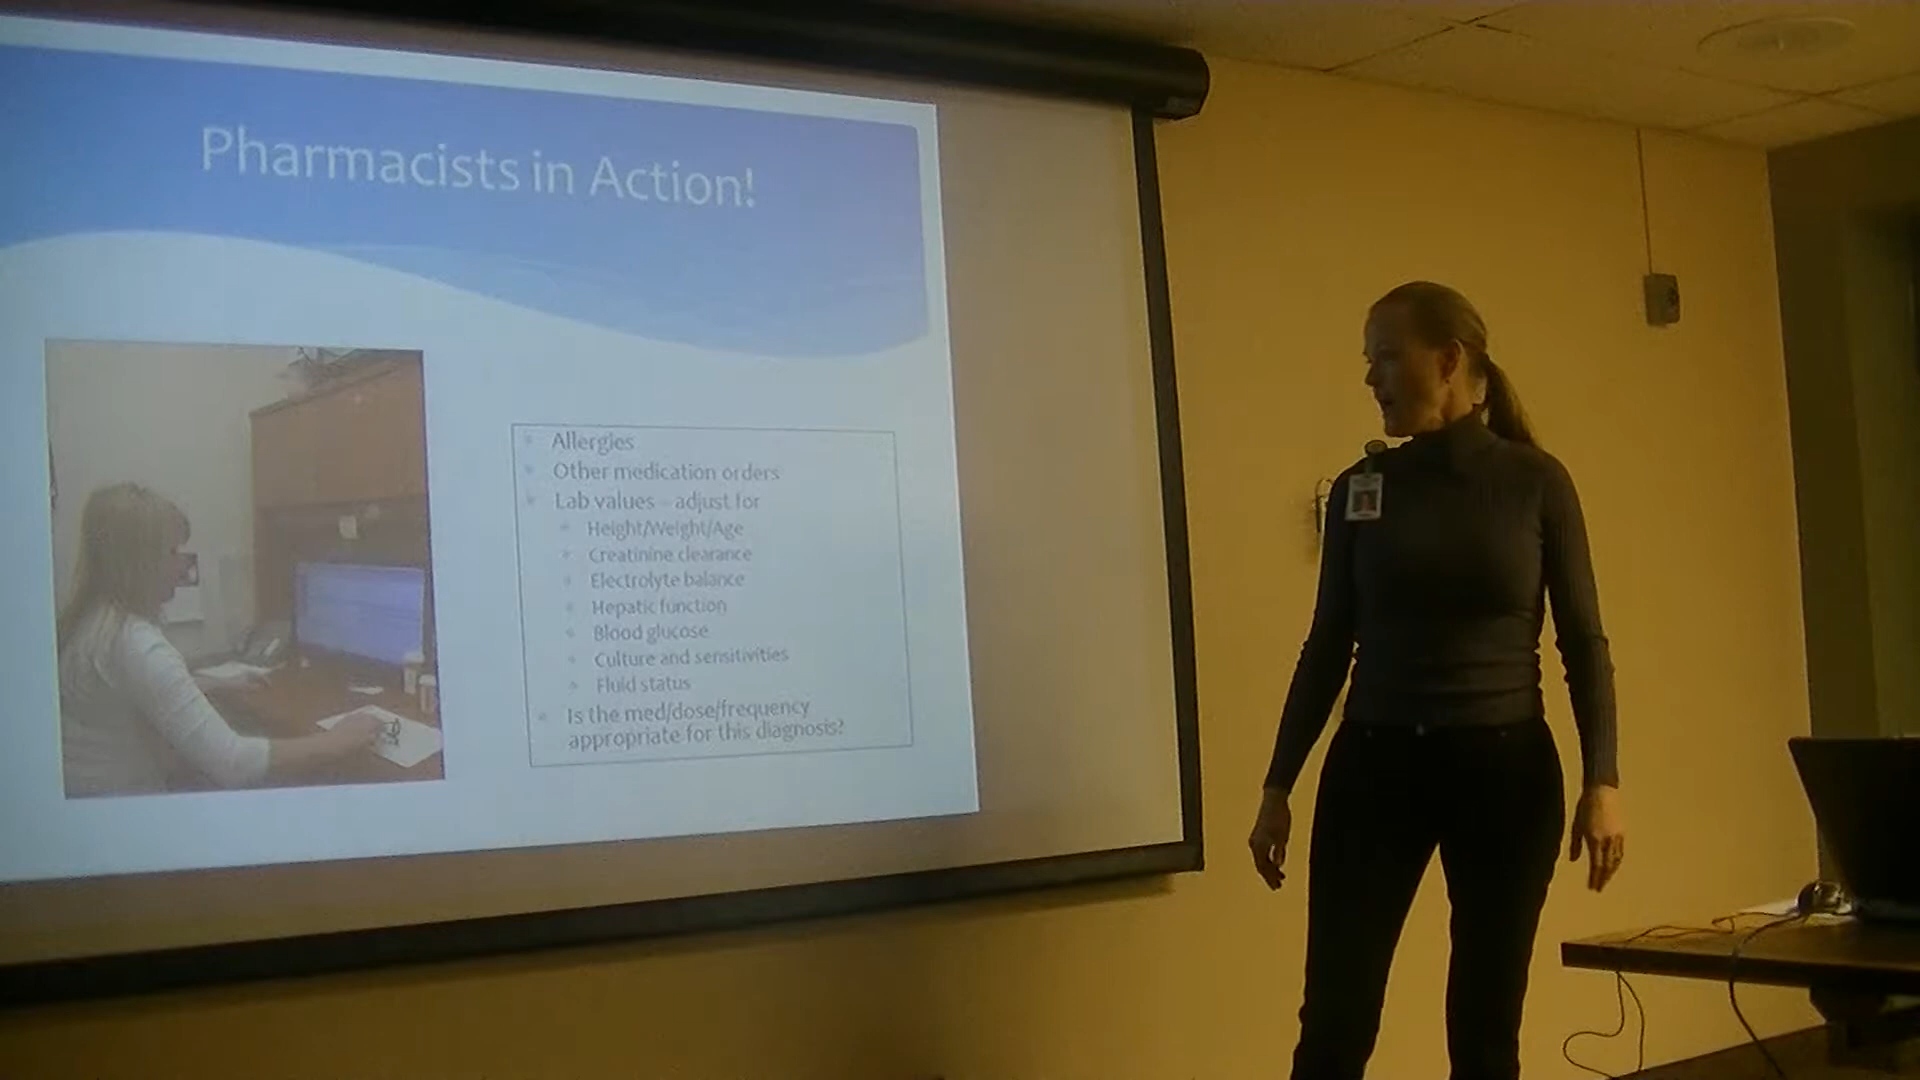 Pharmacists in Action!
Allergies
Other medication orders
Lab values – adjust for
Height/Weight/Age
Creatinine clearance
Electrolyte balance
Hepatic function
Blood glucose
Culture and sensitivities
Fluid status
Is the med/dose/frequency
appropriate for this diagnosis?